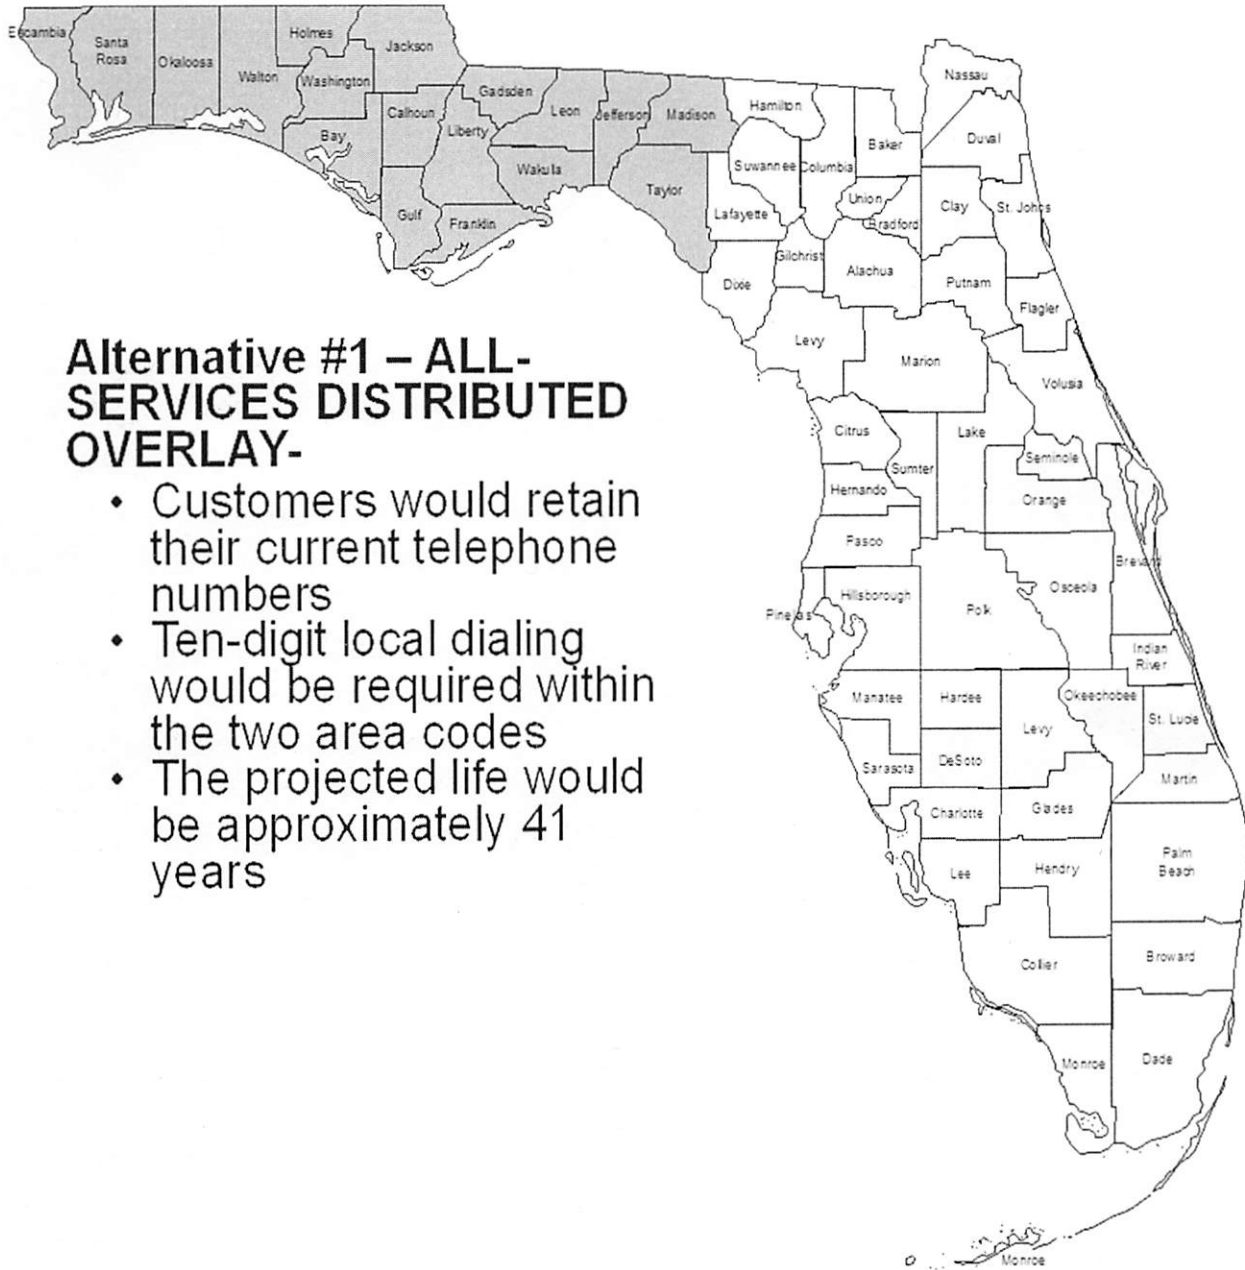 Escambia
Santa
Rosa
Okaloosa
Walton
Holmes
Washington
Jackson
Bay
Calhoun
Gulf
Liberty
Gadsden
Franklin
Leon
Wakulla
Jefferson
Madison
Taylor
Hamilton
Suwannee
Lafayette
Columbia
Baker
Nassau
Duval
Union
Bradford
Clay
St. Johns
Gilchrist
Dixie
Alachua
Putnam
Flagler
Levy
Marion
Volusia
Alternative #1 – ALL-
SERVICES DISTRIBUTED
OVERLAY-
• Customers would retain
their current telephone
numbers
• Ten-digit local dialing
would be required within
the two area codes
• The projected life would
be approximately 41
years
Citrus
Sumter
Lake
Seminole
Hernando
Orange
Pasco
Brevard
Osceola
Hillsborough
Polk
Pinellas
Indian
River
Manatee
Hardee
Okeechobee
St. Lucie
Levy
Sarasota
DeSoto
Martin
Charlotte
Glades
Palm
Beach
Lee
Hendry
Collier
Broward
Monroe
Dade
Monroe